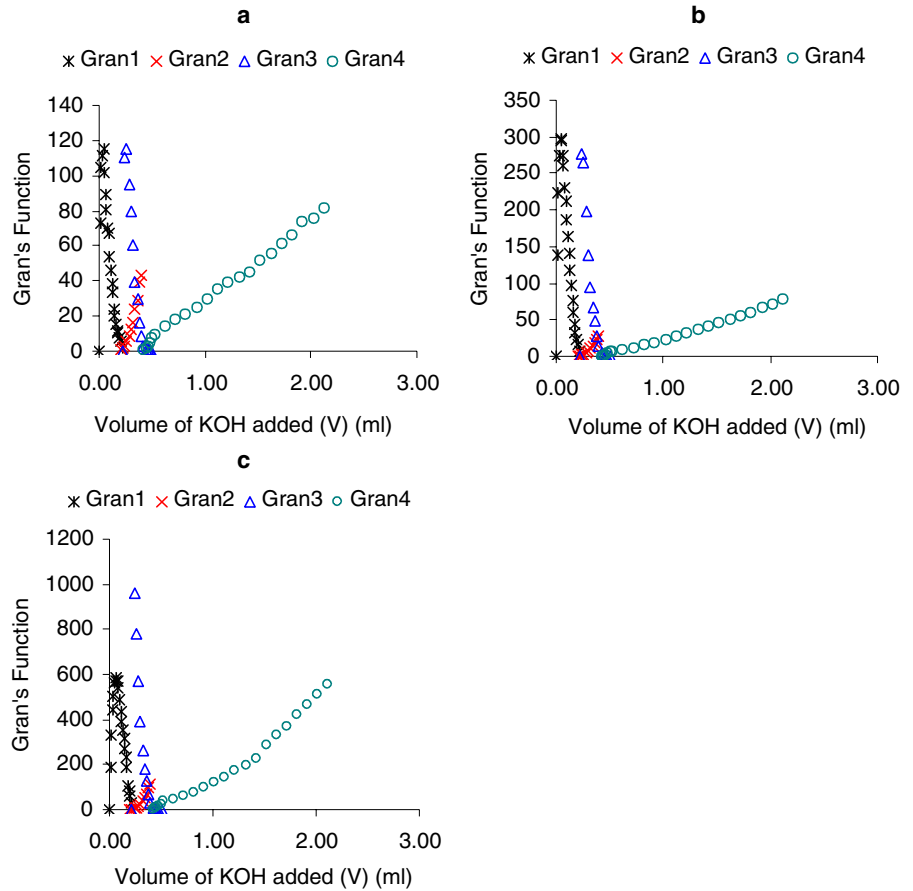 a
Gran1 Gran2 Gran3 Gran4
140
120
100
80
60
40
20
0
0.00 1.00 2.00 3.00
Gran's Function
Volume of KOH added (V) (ml)
b
Gran1 Gran2 Gran3 Gran4
350
300
250
200
150
100
50
0
0.00 1.00 2.00 3.00
Gran's Function
Volume of KOH added (V) (ml)
c
Gran1 Gran2 Gran3 Gran4
1200
1000
800
600
400
200
0
0.00 1.00 2.00 3.00
Gran's Function
Volume of KOH added (V) (ml)